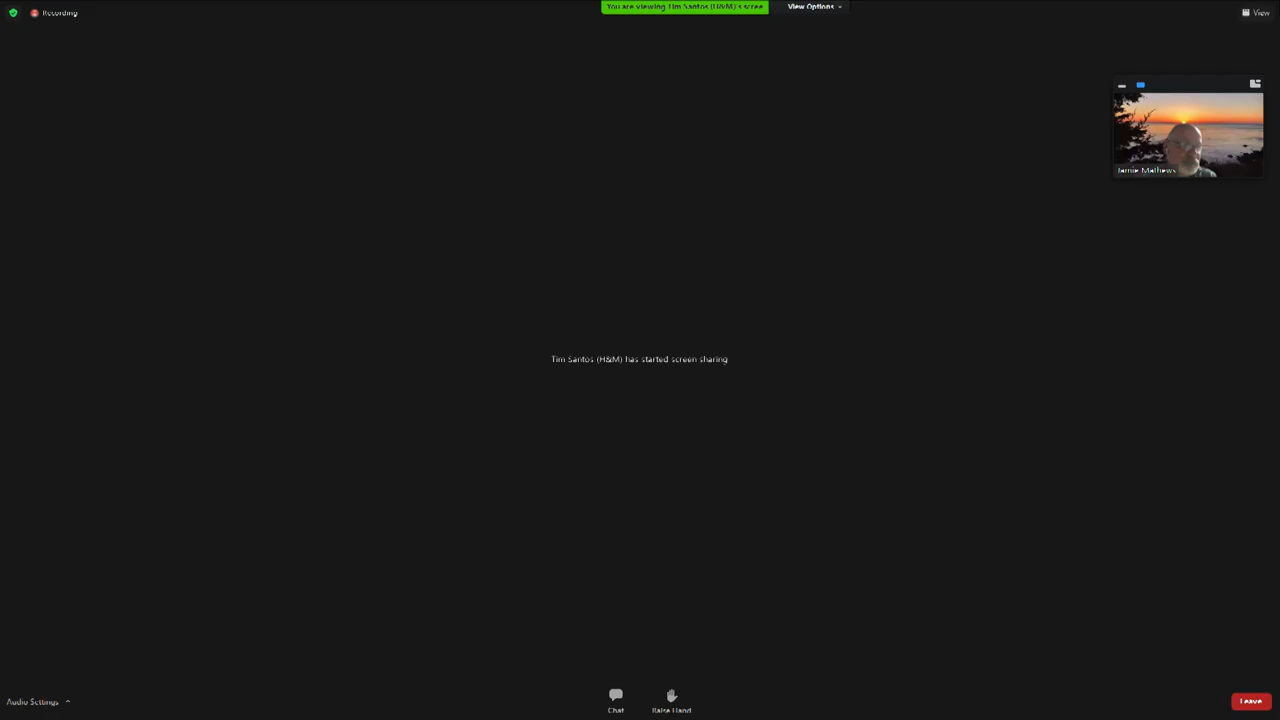 Recording
You are viewing Tim Santos (H&M)'s scree
View Options
View
Jamie Mathews
Tim Santos (H&M) has started screen sharing
Audio Settings
Chat
Raise Hand
Leave